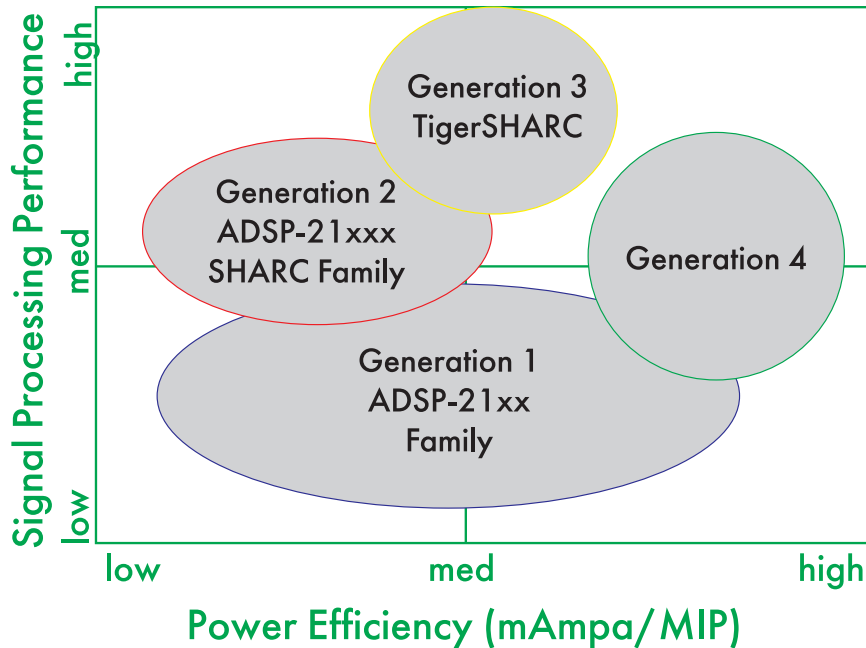 Signal Processing Performance
high
med
low
Generation 3
TigerSHARC
Generation 2
ADSP-21xxx
SHARC Family
Generation 4
Generation 1
ADSP-21xx
Family
low
med
high
Power Efficiency (mAmpa/MIP)